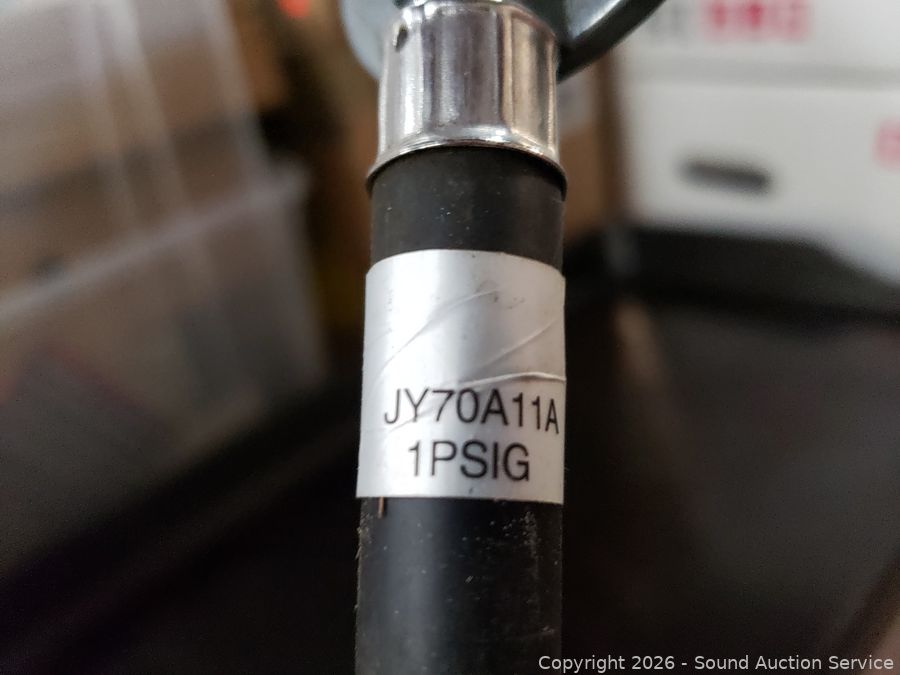 JY70A11A
1PSIG
Copyright © 2026 - Sound Auction Service